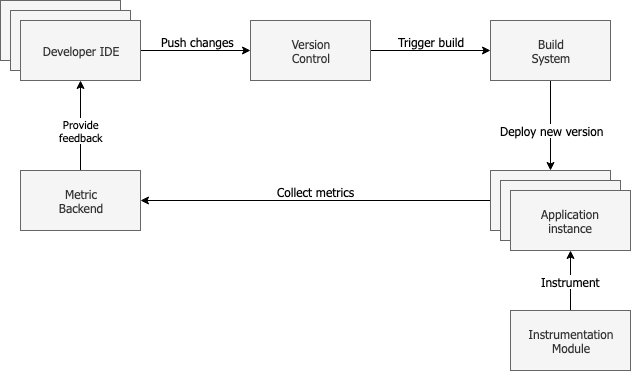 Developer IDE
Push changes
Version
Control
Trigger build
Build
System
Provide
feedback
Deploy new version
Metric
Backend
Collect metrics
Application
instance
Instrument
Instrumentation
Module